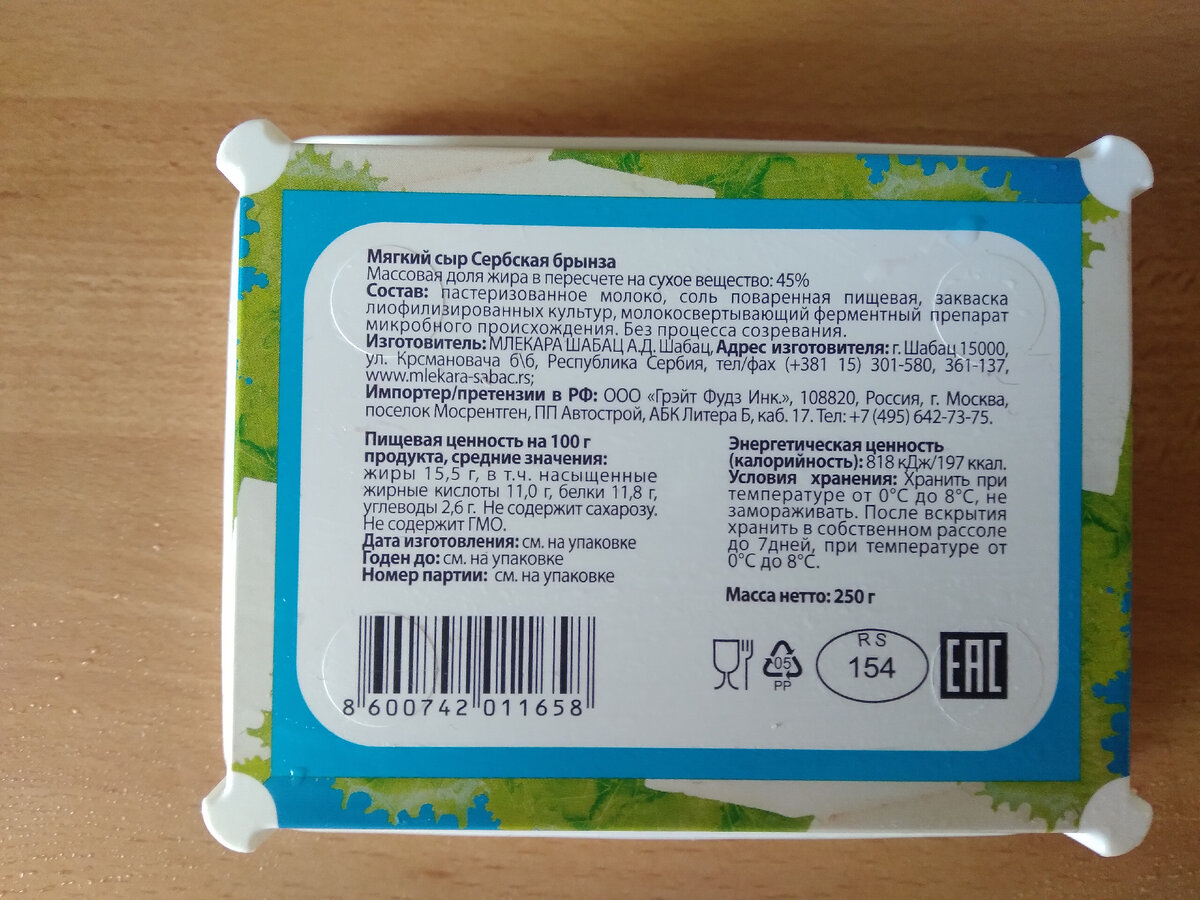 Мягкий сыр Сербская брынза
Массовая доля жира в пересчете на сухое вещество: 45%
Состав: пастеризованное молоко, соль поваренная пищевая, закваска
лиофилизированных культур, молокосвертывающий ферментный препарат
микробного происхождения. Без процесса созревания.
Изготовитель: МЛЕКАРА ШАБАЦ А.Д. Шабац, Адрес изготовителя: г. Шабац 15000,
ул. Крсмановача б\б, Республика Сербия, тел/фах (+381 15) 301-580, 361-137,
www.mlekara-sabac.rs;
Импортер/претензии в РФ: ООО «Грэйт Фудз Инк.», 108820, Россия, г. Москва,
поселок Мосрентген, ПП Автострой, АБК Литера Б, каб. 17. Тел: +7 (495) 642-73-75.
Пищевая ценность на 100 г
продукта, средние значения:
жиры 15,5 г, в т.ч. насыщенные
жирные кислоты 11,0 г, белки 11,8 г,
углеводы 2,6 г. Не содержит сахарозу.
Не содержит ГМО.
Дата изготовления: см. на упаковке
Годен до: см. на упаковке
Номер партии: см. на упаковке
Энергетическая ценность
(калорийность): 818 кДж/197 ккал.
Условия хранения: Хранить при
температуре от 0°С до 8°С, не
замораживать. После вскрытия
хранить в собственном рассоле
до 7дней, при температуре от
0°С до 8°С.
Масса нетто: 250 г
8 600742 011658
05
PP
RS
154
EAC